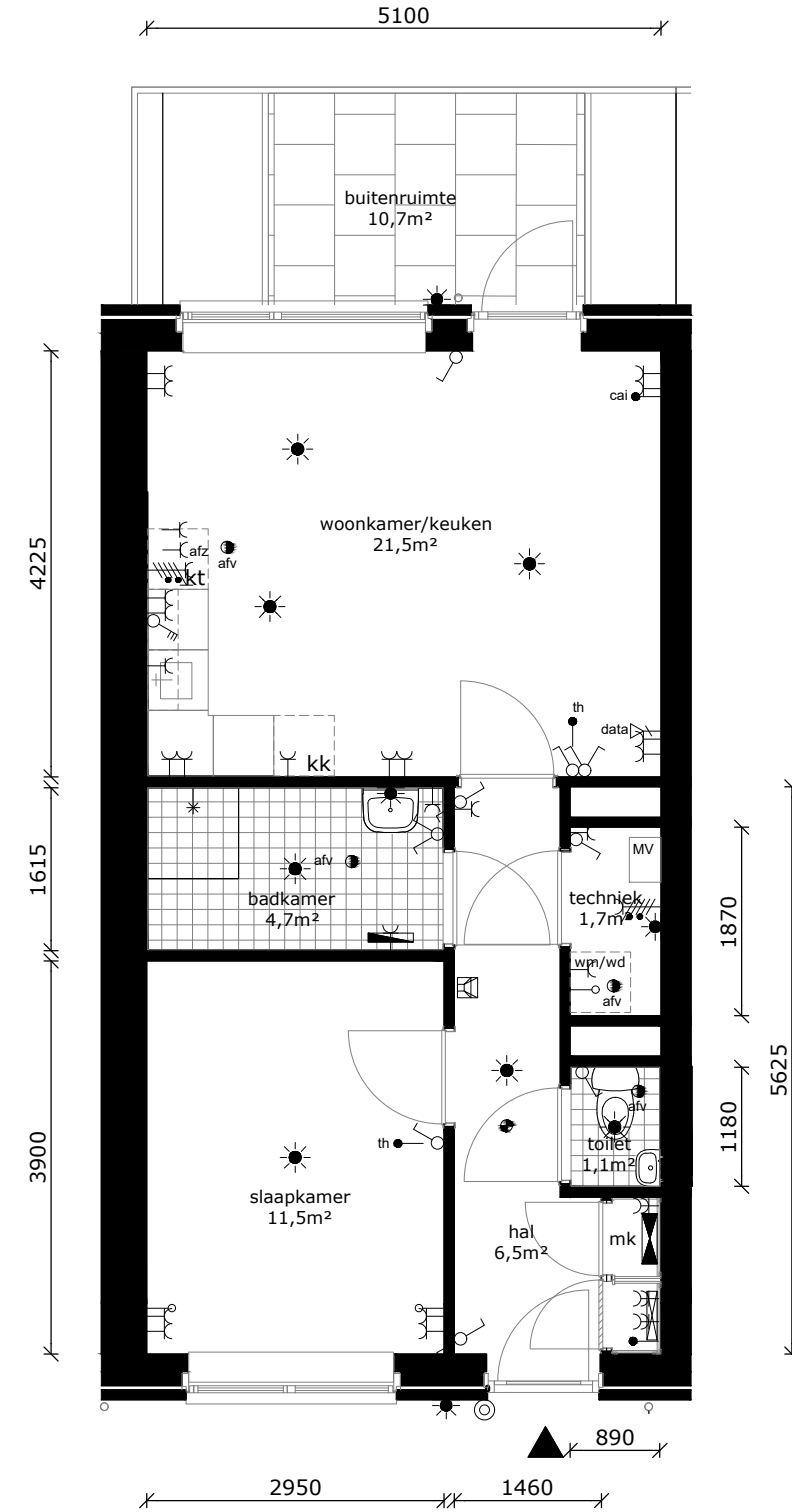 5100
buitenruimte
10,7m²
cai
4225
woonkamer/keuken
21,5m²
afz
afv
kt
th
data
kk
1615
MV
afv
badkamer
4,7m²
techniek
1,7m²
1870
wm/wd
afv
5625
3900
th
afv
toilet
1,1m²
1180
slaapkamer
11,5m²
hal
6,5m²
mk
890
2950
1460